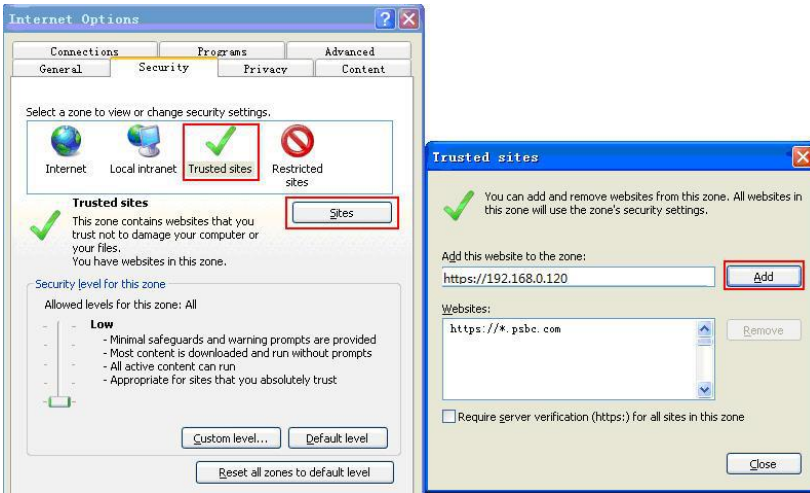 Internet Options
Connections Programs Advanced
General Security Privacy Content
Select a zone to view or change security settings.
Internet Local intranet Trusted sites Restricted sites
Trusted sites
This zone contains websites that you
trust not to damage your computer or
your files.
You have websites in this zone.
Sites
Security level for this zone
Allowed levels for this zone: All
Low
- Minimal safeguards and warning prompts are provided
- Most content is downloaded and run without prompts
- All active content can run
- Appropriate for sites that you absolutely trust
Custom level... Default level
Reset all zones to default level
Trusted sites
You can add and remove websites from this zone. All websites in
this zone will use the zone's security settings.
Add this website to the zone:
https://192.168.0.120 Add
Websites:
https://*.psbc.com Remove
Require server verification (https:) for all sites in this zone
Close